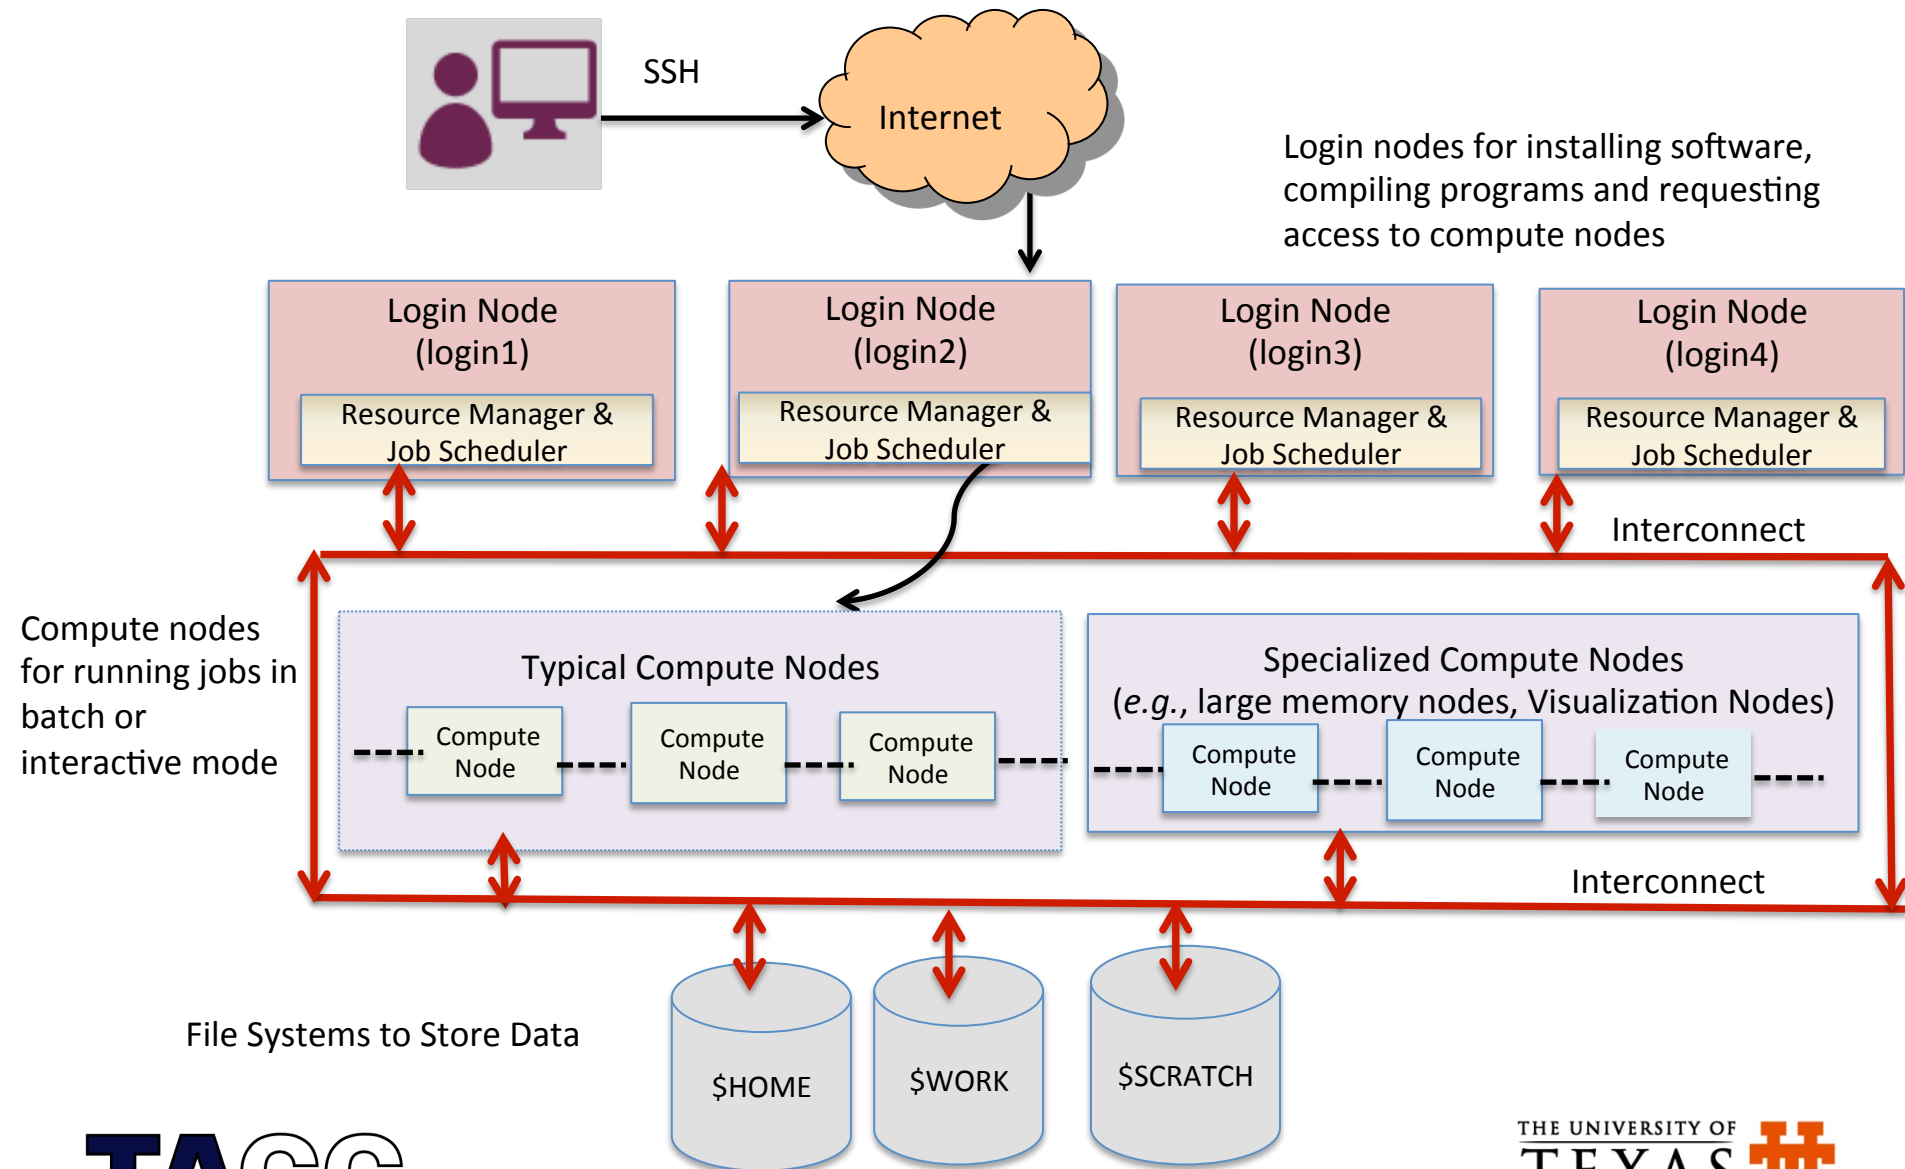 SSH
Internet
Login nodes for installing software,
compiling programs and requesting
access to compute nodes
Login Node
(login1)
Resource Manager &
Job Scheduler
Login Node
(login2)
Resource Manager &
Job Scheduler
Login Node
(login3)
Resource Manager &
Job Scheduler
Login Node
(login4)
Resource Manager &
Job Scheduler
Interconnect
Compute nodes
for running jobs in
batch or
interactive mode
Typical Compute Nodes
Compute
Node
Compute
Node
Compute
Node
Specialized Compute Nodes
(e.g., large memory nodes, Visualization Nodes)
Compute
Node
Compute
Node
Compute
Node
Interconnect
File Systems to Store Data
$HOME
$WORK
$SCRATCH
TACC
THE UNIVERSITY OF
TEXAS